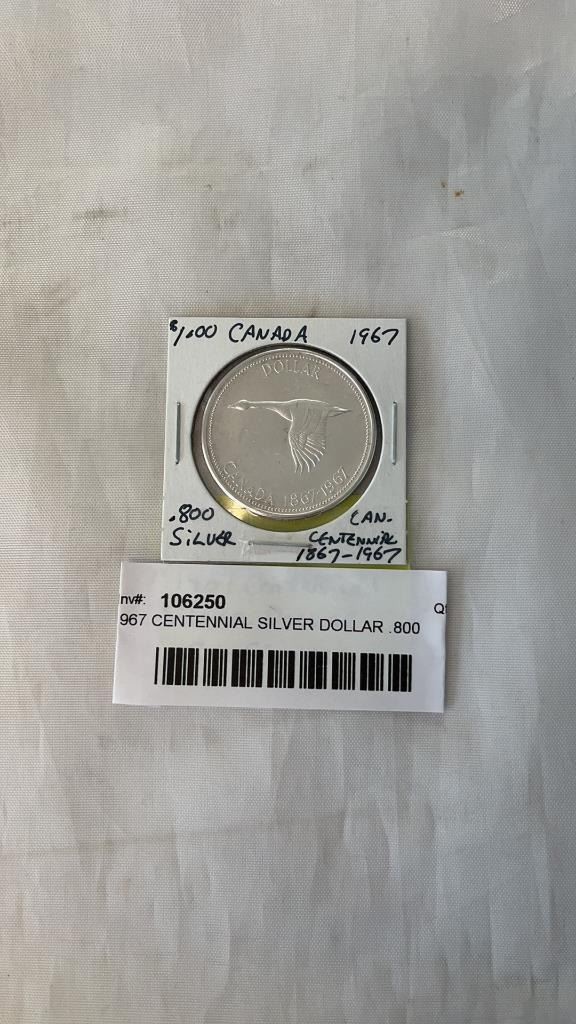 $1.00 CANADA 1967
DOLLAR
CANADA 1867-1967
.800 CAN.
SILVER CENTENNIAL
1867-1967
nv#: 106250
967 CENTENNIAL SILVER DOLLAR .800